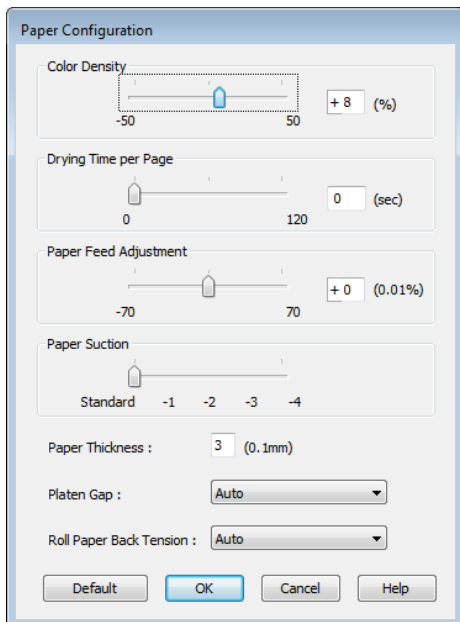 Paper Configuration
Color Density
+ 8 (%)
-50 50
Drying Time per Page
0 (sec)
0 120
Paper Feed Adjustment
+ 0 (0.01%)
-70 70
Paper Suction
Standard -1 -2 -3 -4
Paper Thickness : 3 (0.1mm)
Platen Gap : Auto
Roll Paper Back Tension : Auto
Default OK Cancel Help